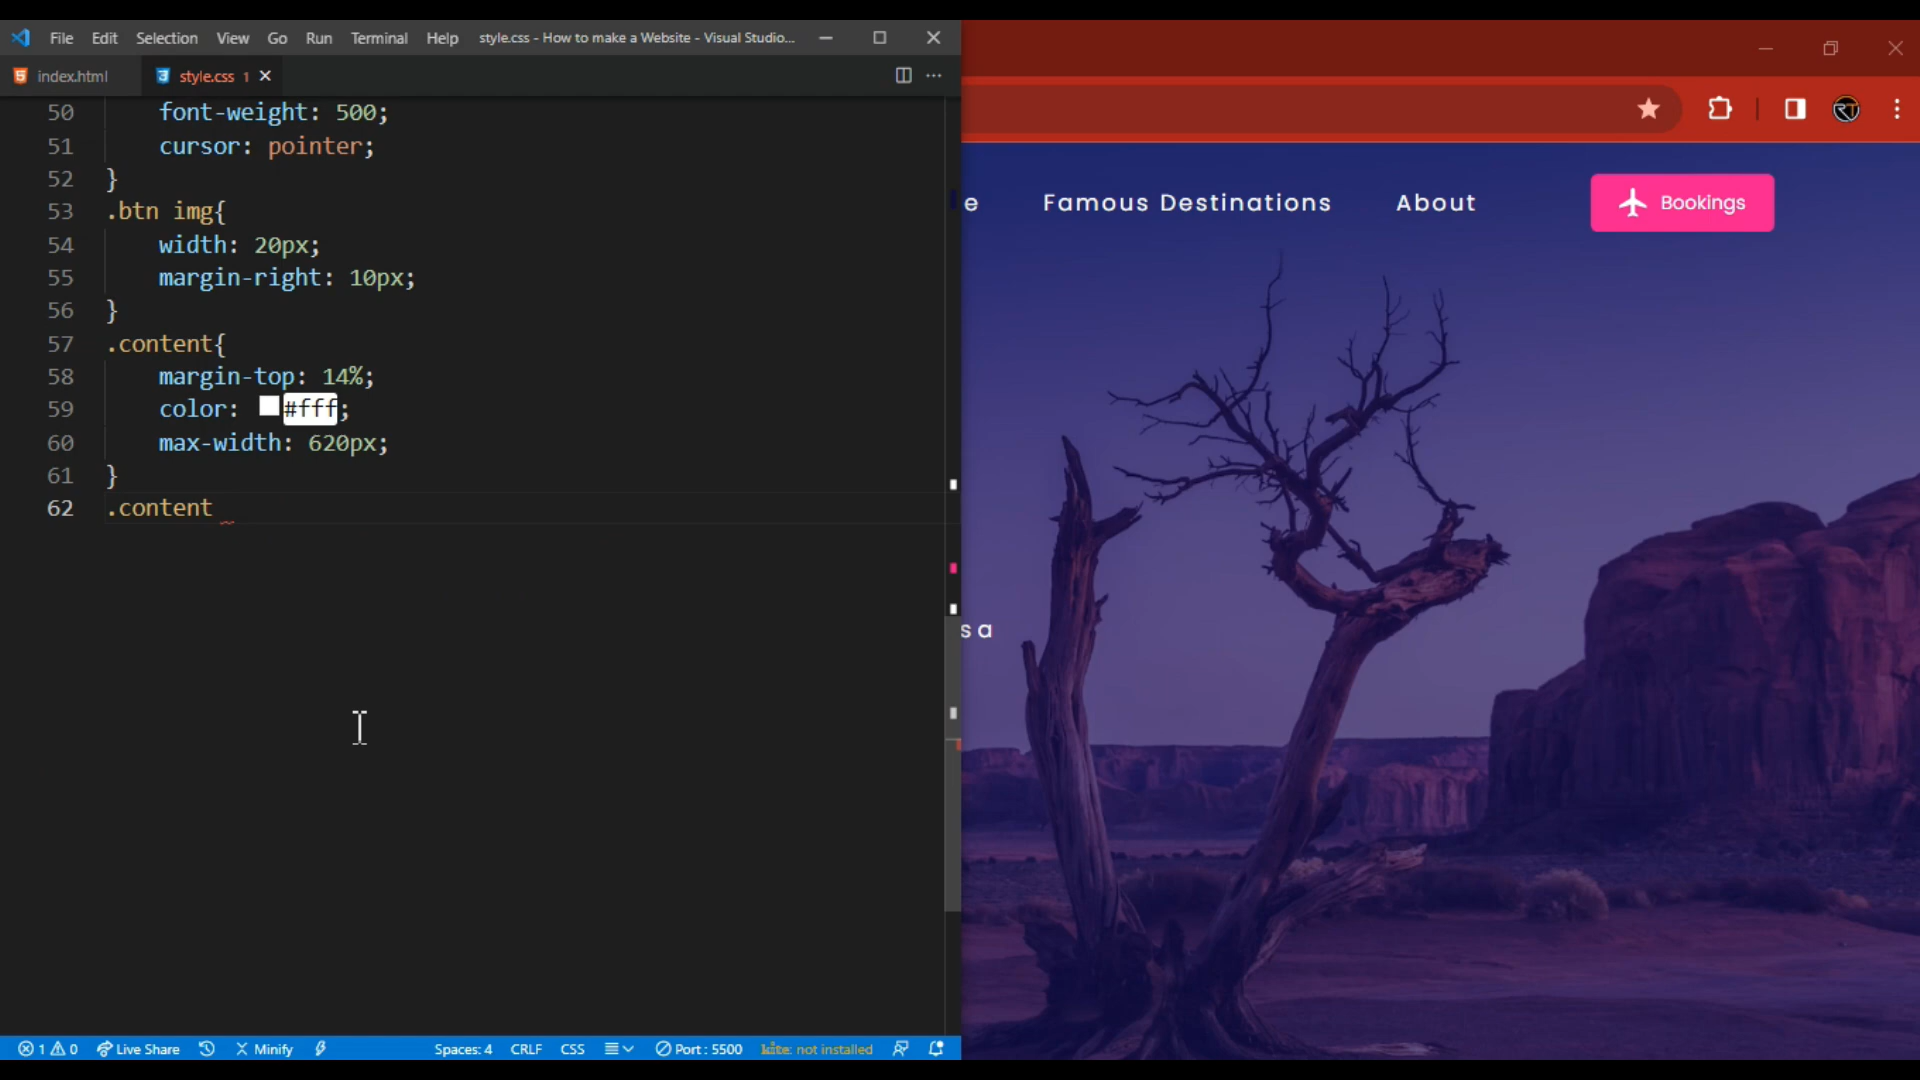 File Edit Selection View Go Run Terminal Help style.css - How to make a Website - Visual Studio...
index.html style.css 1
50 font-weight: 500;
51 cursor: pointer;
52 }
53 .btn img{
54 width: 20px;
55 margin-right: 10px;
56 }
57 .content{
58 margin-top: 14%;
59 color: #fff;
60 max-width: 620px;
61 }
62 .content
1 0 Live Share Minify Spaces: 4 CRLF CSS Port : 5500 kite: not installed
RT
e Famous Destinations About Bookings
sa